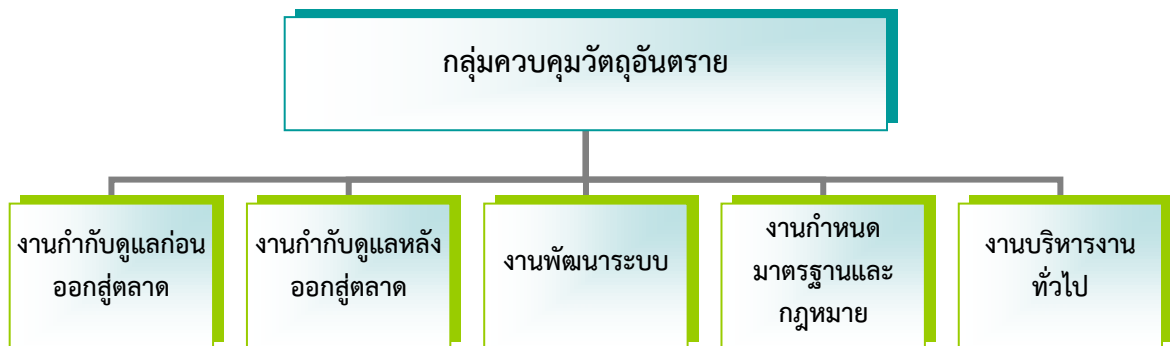 กลุ่มควบคุมวัตถุอันตราย
งานกำกับดูแลก่อน
ออกสู่ตลาด
งานกำกับดูแลหลัง
ออกสู่ตลาด
งานพัฒนาระบบ
งานกำหนด
มาตรฐานและ
กฎหมาย
งานบริหารงาน
ทั่วไป